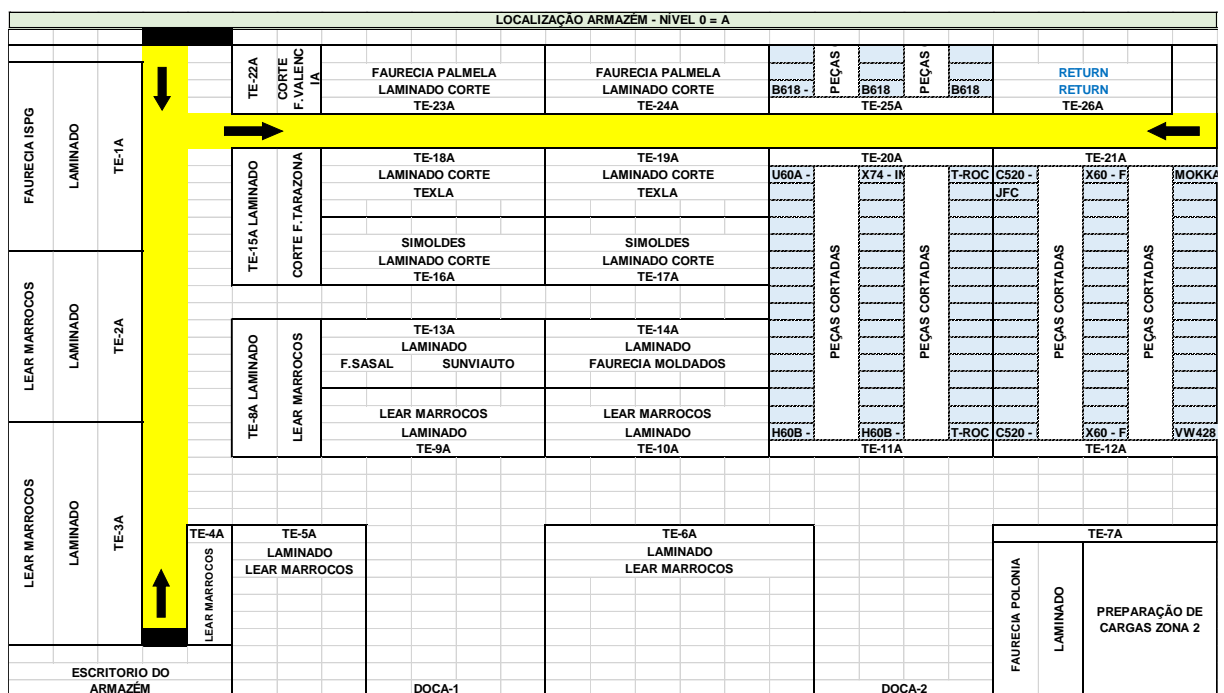 LOCALIZAÇÃO ARMAZÉM - NÍVEL 0 = A
FAURECIA ISPG
LAMINADO
TE-1A
LEAR MARROCOS
LAMINADO
TE-2A
LEAR MARROCOS
LAMINADO
TE-3A
ESCRITORIO DO
ARMAZÉM
TE-22A
CORTE
F.VALENC
IA
FAURECIA PALMELA
LAMINADO CORTE
TE-23A
FAURECIA PALMELA
LAMINADO CORTE
TE-24A
PEÇAS
PEÇAS
B618 -
B618
B618
TE-25A
RETURN
RETURN
TE-26A
TE-15A LAMINADO
CORTE F.TARAZONA
TE-18A
LAMINADO CORTE
TEXLA
SIMOLDES
LAMINADO CORTE
TE-16A
TE-19A
LAMINADO CORTE
TEXLA
SIMOLDES
LAMINADO CORTE
TE-17A
TE-8A LAMINADO
LEAR MARROCOS
TE-13A
LAMINADO
F.SASAL SUNVIAUTO
LEAR MARROCOS
LAMINADO
TE-9A
TE-14A
LAMINADO
FAURECIA MOLDADOS
LEAR MARROCOS
LAMINADO
TE-10A
TE-20A
U60A -
X74 - IN
T-ROC
PEÇAS CORTADAS
PEÇAS CORTADAS
H60B -
H60B -
T-ROC
TE-11A
TE-21A
C520 -
X60 - F
MOKKA
JFC
PEÇAS CORTADAS
PEÇAS CORTADAS
C520 -
X60 - F
VW428
TE-12A
TE-4A
LEAR MARROCOS
TE-5A
LAMINADO
LEAR MARROCOS
DOCA-1
TE-6A
LAMINADO
LEAR MARROCOS
DOCA-2
TE-7A
FAURECIA POLONIA
LAMINADO
PREPARAÇÃO DE
CARGAS ZONA 2